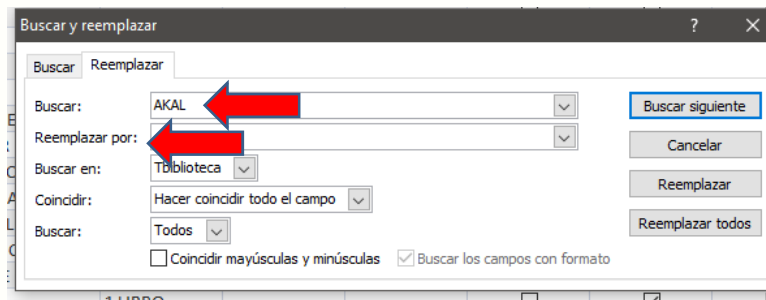 Buscar y reemplazar ? ×
Buscar Reemplazar
Buscar: AKAL Buscar siguiente
Reemplazar por: Cancelar
Buscar en: Tbiblioteca Reemplazar
Coincidir: Hacer coincidir todo el campo
Reemplazar todos
Buscar: Todos
Coincidir mayúsculas y minúsculas Buscar los campos con formato